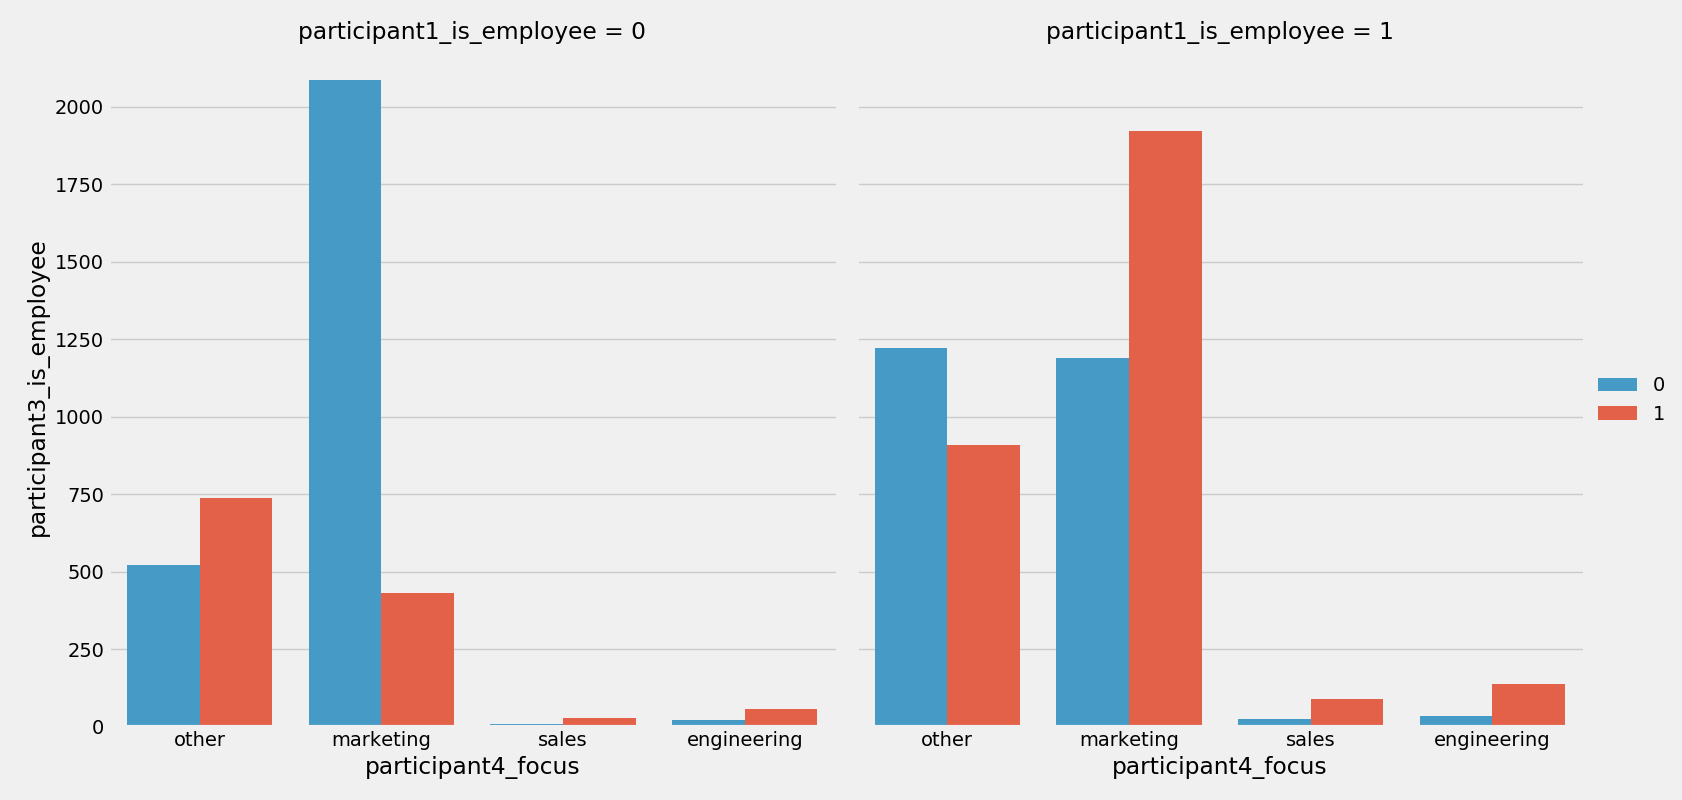 participant1_is_employee = 0
participant1_is_employee = 1
participant3_is_employee
2000
1750
1500
1250
1000
750
500
250
0
other marketing sales engineering
other marketing sales engineering
participant4_focus
participant4_focus
0
1